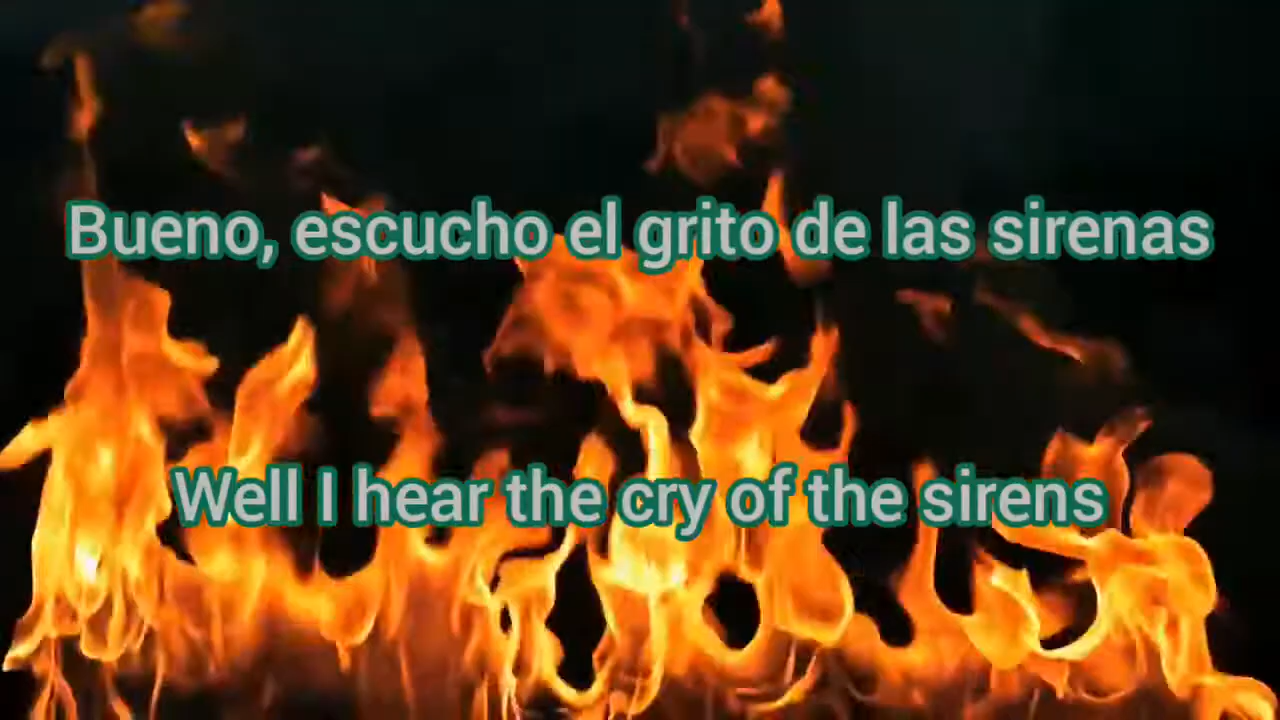 Bueno, escucho el grito de las sirenas
Well I hear the cry of the sirens